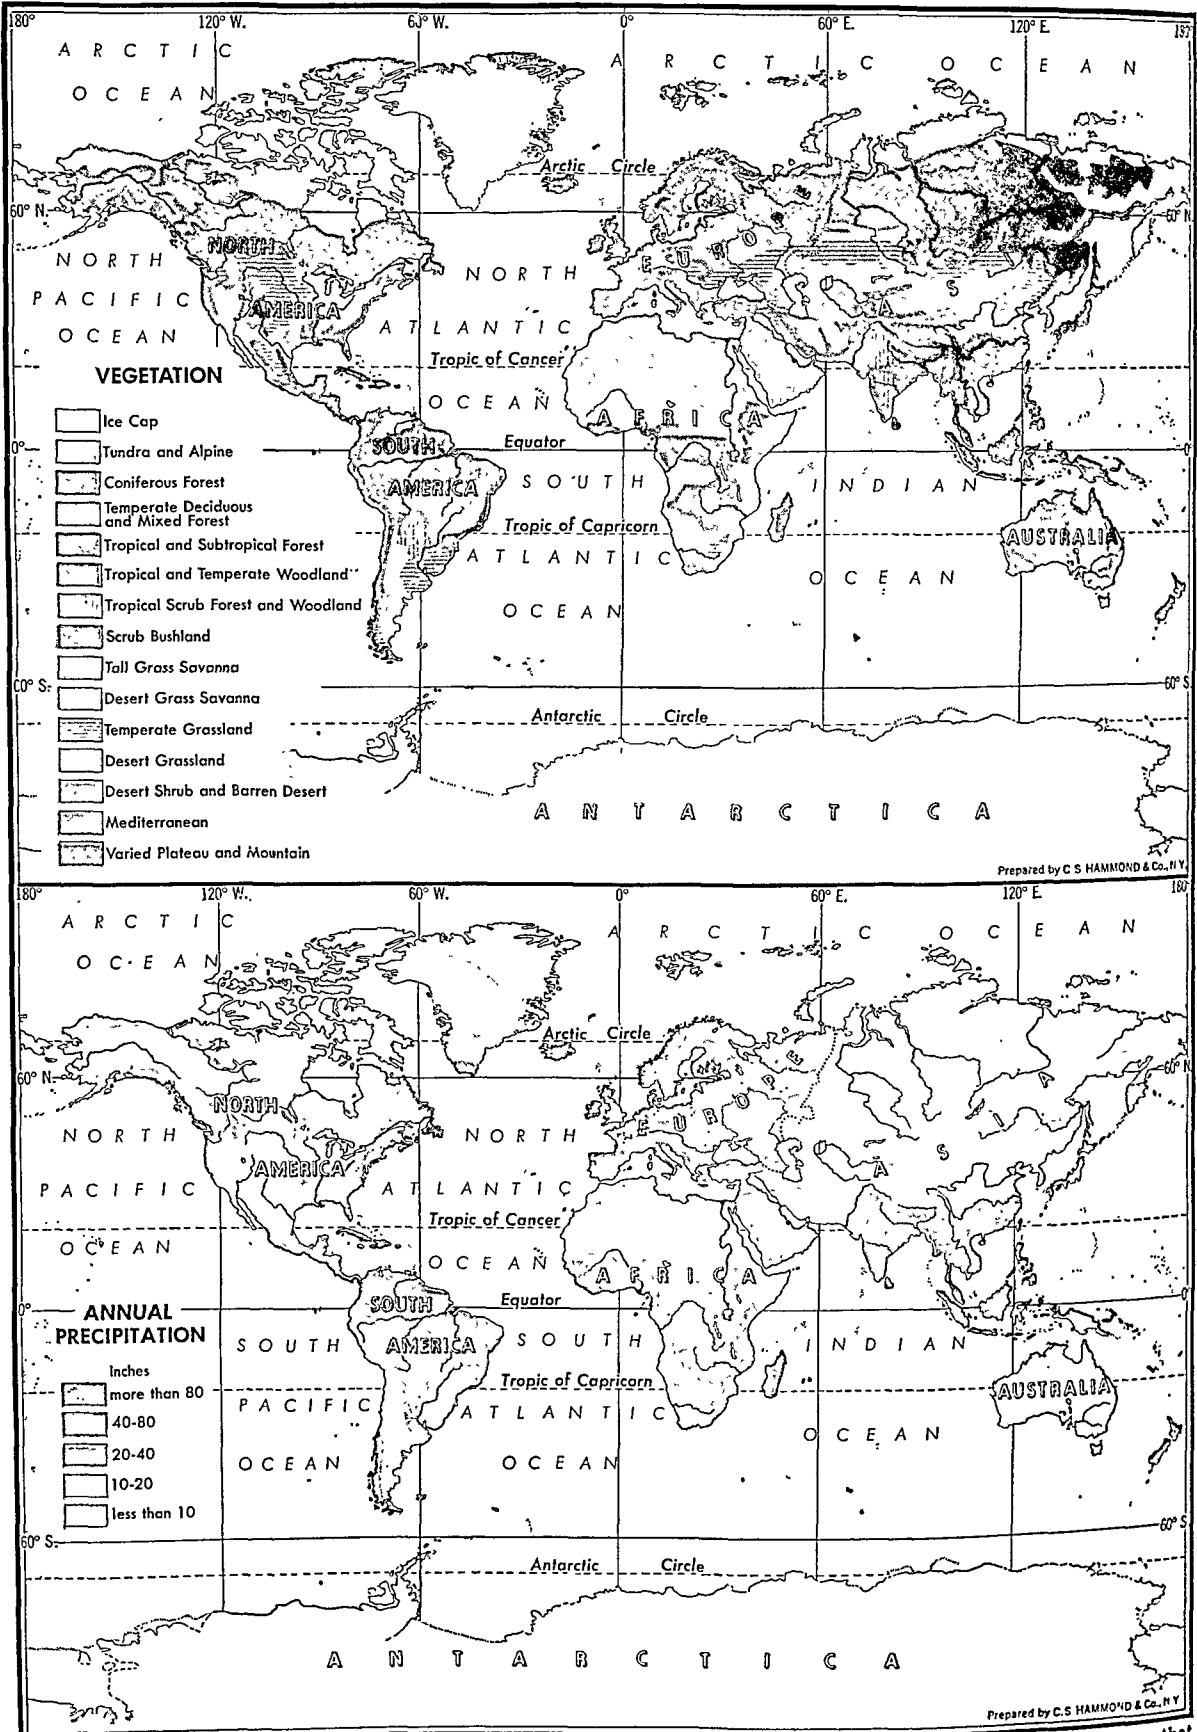 180° 120° W. 60° W. 0° 60° E. 120° E.
ARCTIC OCEAN
ARCTIC OCEAN
Arctic Circle
60° N.
60° N
NORTH AMERICA
EUROPE
ASIA
NORTH PACIFIC OCEAN
NORTH ATLANTIC OCEAN
Tropic of Cancer
AFRICA
0°
Equator
SOUTH AMERICA
SOUTH ATLANTIC OCEAN
INDIAN OCEAN
Tropic of Capricorn
AUSTRALIA
60° S
Antarctic Circle
ANTARCTICA
VEGETATION
Ice Cap
Tundra and Alpine
Coniferous Forest
Temperate Deciduous
and Mixed Forest
Tropical and Subtropical Forest
Tropical and Temperate Woodland
Tropical Scrub Forest and Woodland
Scrub Bushland
Tall Grass Savanna
Desert Grass Savanna
Temperate Grassland
Desert Grassland
Desert Shrub and Barren Desert
Mediterranean
Varied Plateau and Mountain
Prepared by C S HAMMOND & Co., N.Y.
180° 120° W. 60° W. 0° 60° E. 120° E. 180°
ARCTIC OCEAN
ARCTIC OCEAN
Arctic Circle
60° N.
60° N
NORTH AMERICA
EUROPE
ASIA
NORTH PACIFIC OCEAN
NORTH ATLANTIC OCEAN
Tropic of Cancer
AFRICA
0°
Equator
0°
SOUTH AMERICA
SOUTH PACIFIC OCEAN
SOUTH ATLANTIC OCEAN
INDIAN OCEAN
Tropic of Capricorn
AUSTRALIA
60° S.
60° S
Antarctic Circle
ANTARCTICA
ANNUAL
PRECIPITATION
Inches
more than 80
40-80
20-40
10-20
less than 10
Prepared by C.S HAMMOND & Co., N Y